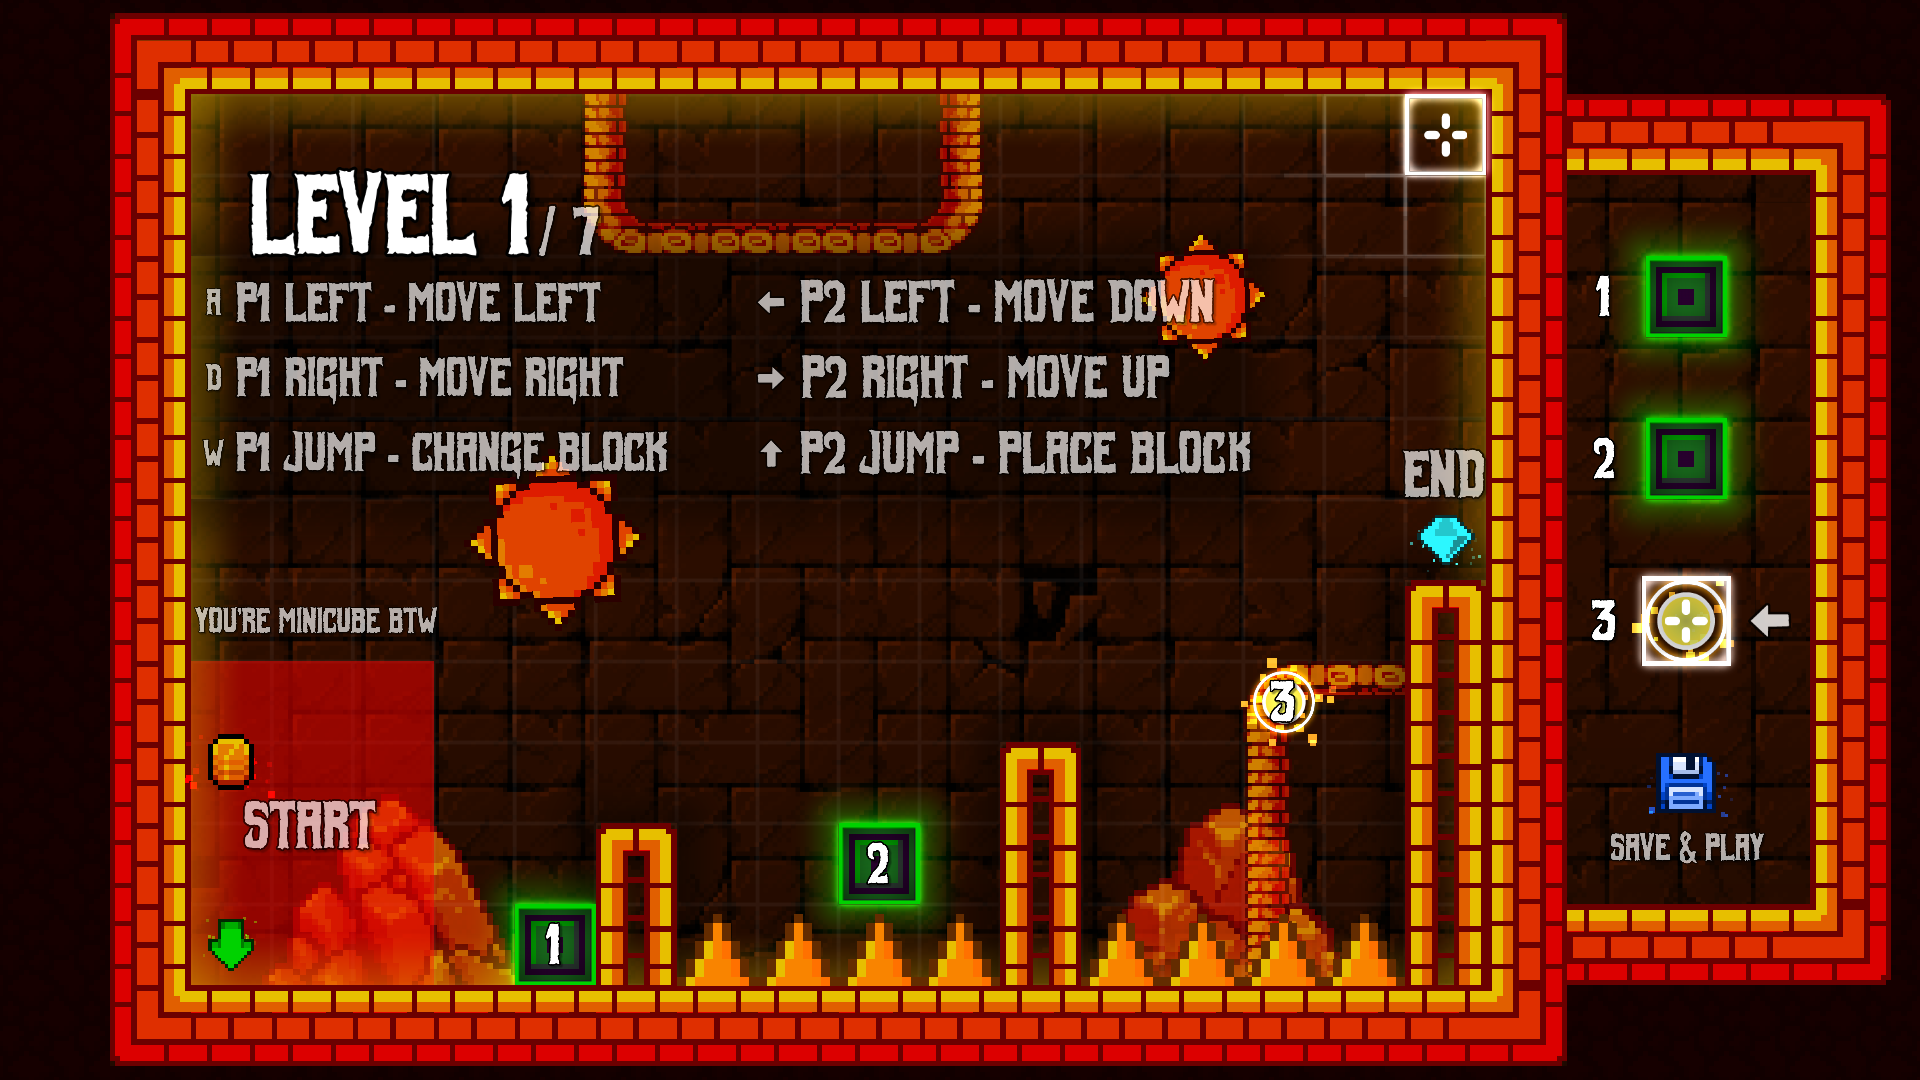 LEVEL 1/ 7
A P1 LEFT - MOVE LEFT
← P2 LEFT - MOVE DOWN
D P1 RIGHT - MOVE RIGHT
→ P2 RIGHT - MOVE UP
W P1 JUMP - CHANGE BLOCK
↑ P2 JUMP - PLACE BLOCK
END
YOU'RE MINICUBE BTW
START
1
2
3
1
2
3
SAVE & PLAY